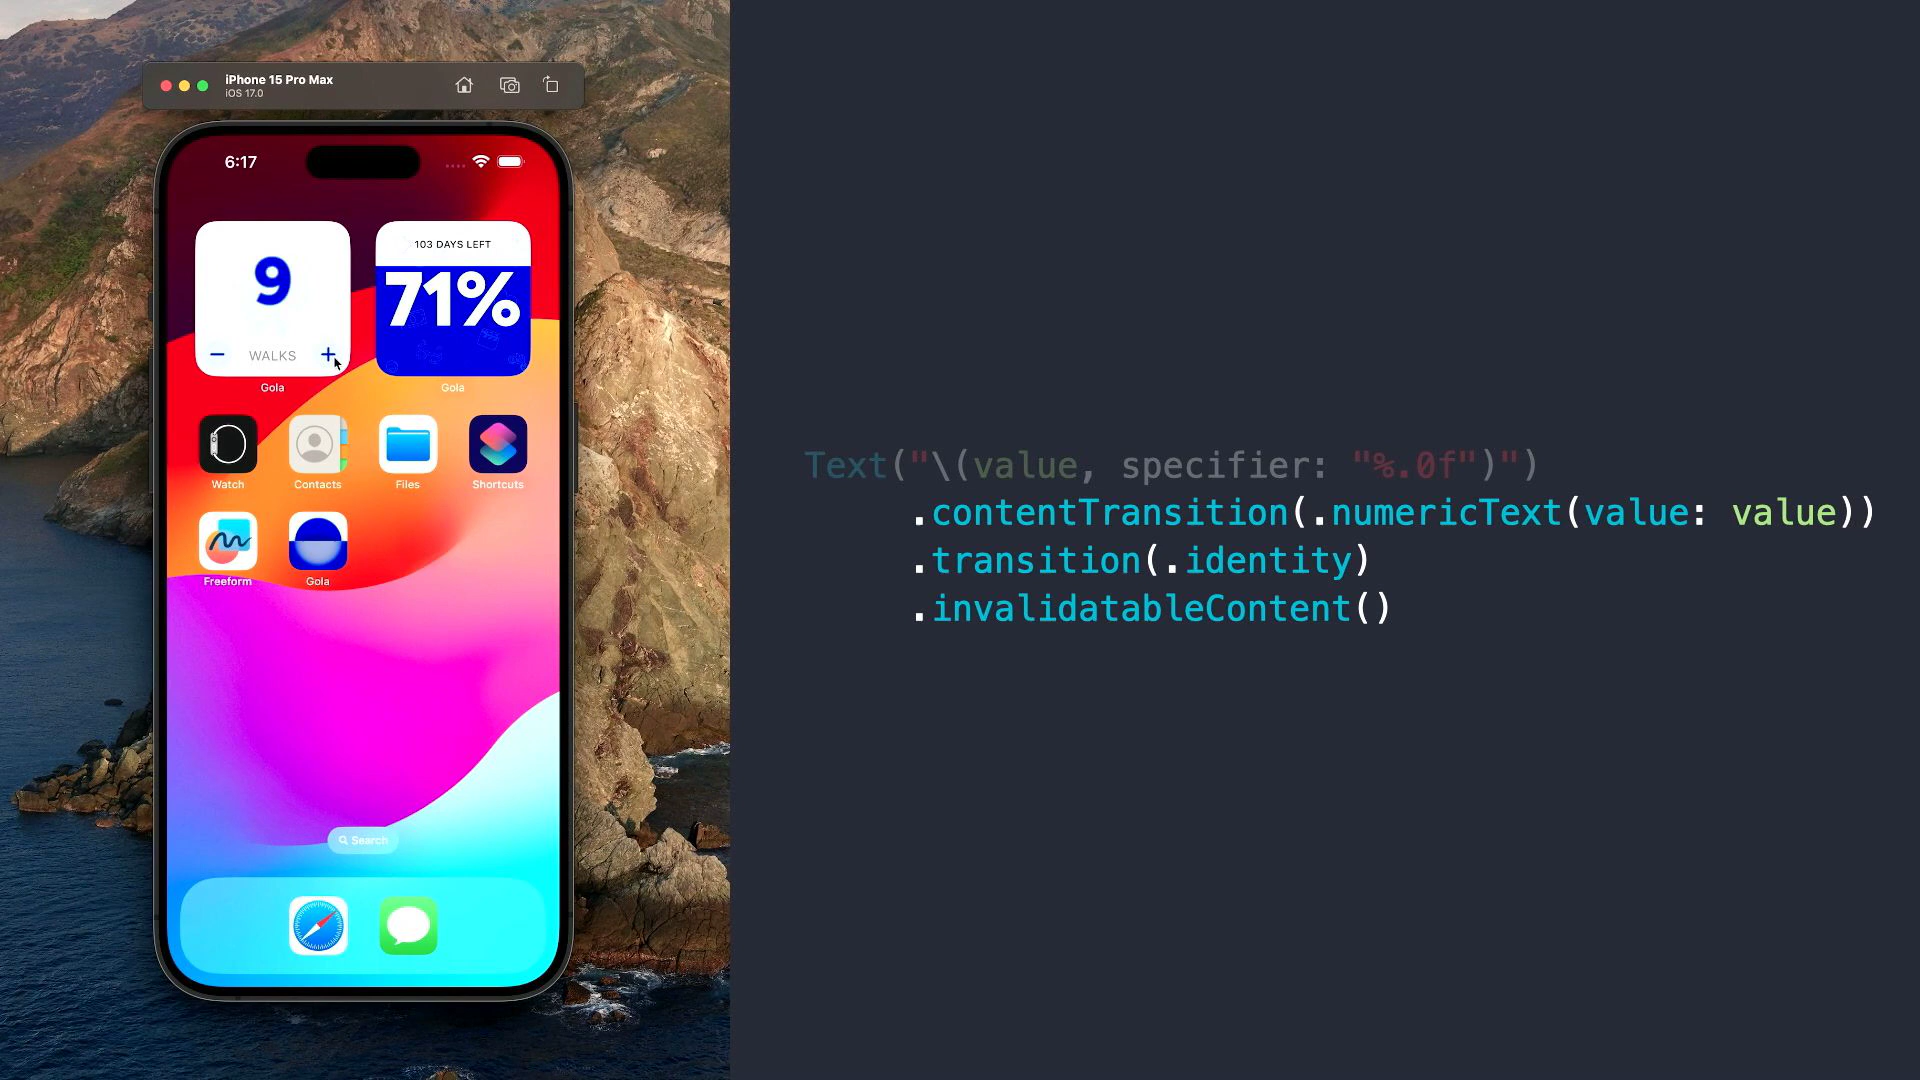 iPhone 15 Pro Max
iOS 17.0
6:17
9
− WALKS +
Gola
103 DAYS LEFT
71%
Gola
Watch
Contacts
Files
Shortcuts
Freeform
Gola
Search
Text("\(value, specifier: "%.0f")")
.contentTransition(.numericText(value: value))
.transition(.identity)
.invalidatableContent()